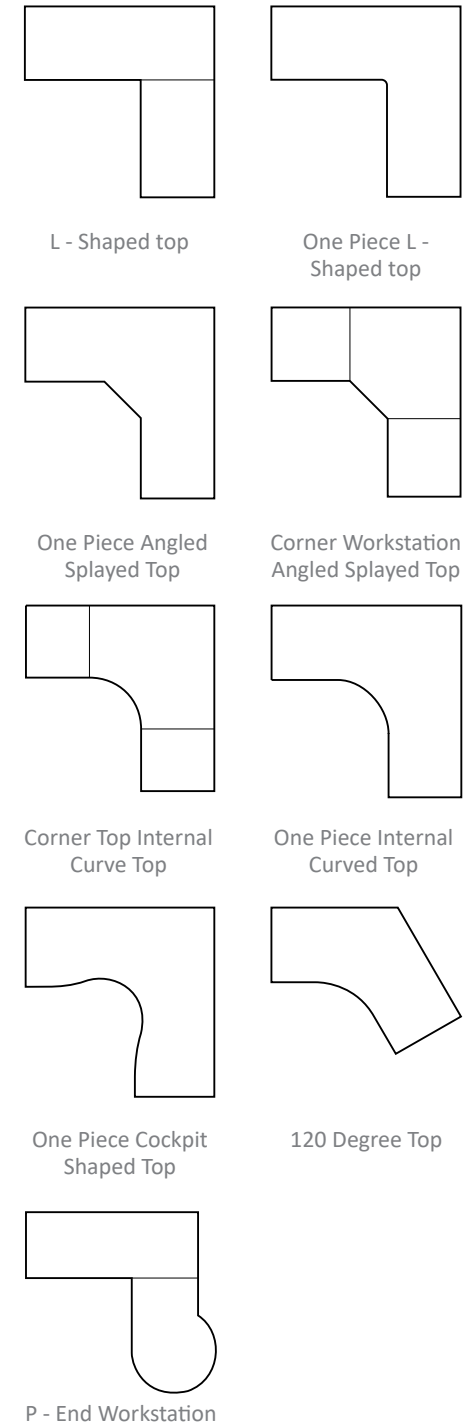 L - Shaped top
One Piece L -
Shaped top
One Piece Angled
Splayed Top
Corner Workstation
Angled Splayed Top
Corner Top Internal
Curve Top
One Piece Internal
Curved Top
One Piece Cockpit
Shaped Top
120 Degree Top
P - End Workstation